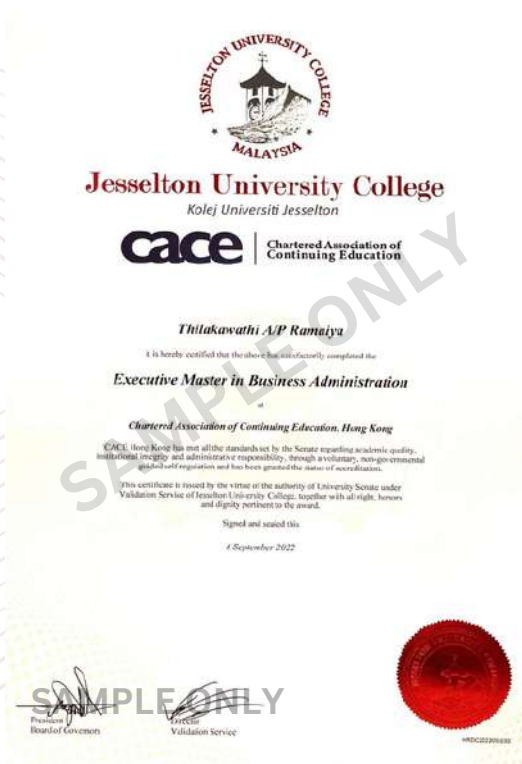 JESSELTON UNIVERSITY COLLEGE
MALAYSIA
Jesselton University College
Kolej Universiti Jesselton
cace
Chartered Association of
Continuing Education
Thilakawathi A/P Ramaiya
it is hereby certified that the above has satisfactorily completed the
Executive Master in Business Administration
at
Chartered Association of Continuing Education, Hong Kong
CACE Hong Kong has met all the standards set by the Senate regarding academic quality,
institutional integrity and administrative responsibility, through a voluntary, non-governmental
guided self-regulation and has been granted the status of accreditation.
This certificate is issued by the virtue of the authority of University Senate under
Validation Service of Jesselton University College, together with all right, honors
and dignity pertinent to the award.
Signed and sealed this
4 September 2022
SAMPLE ONLY
SAMPLE ONLY
President
Board of Governors
Director
Validation Service